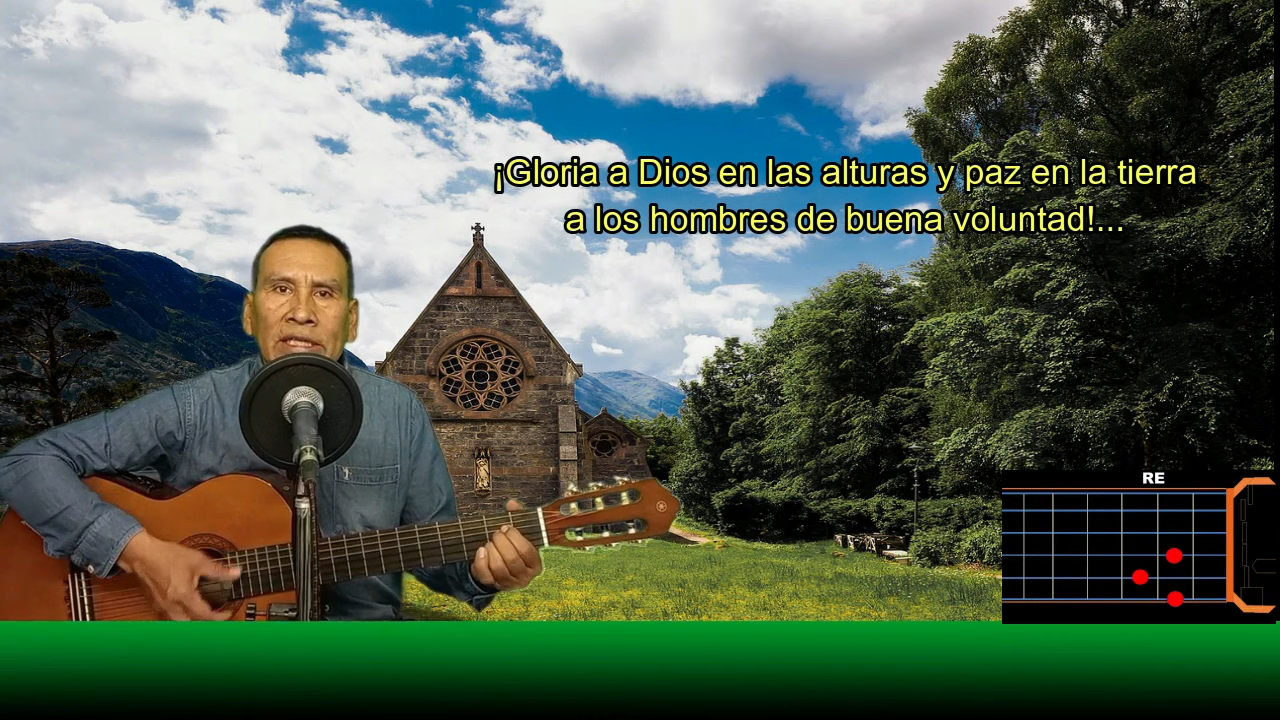 ¡Gloria a Dios en las alturas y paz en la tierra
a los hombres de buena voluntad!...
RE